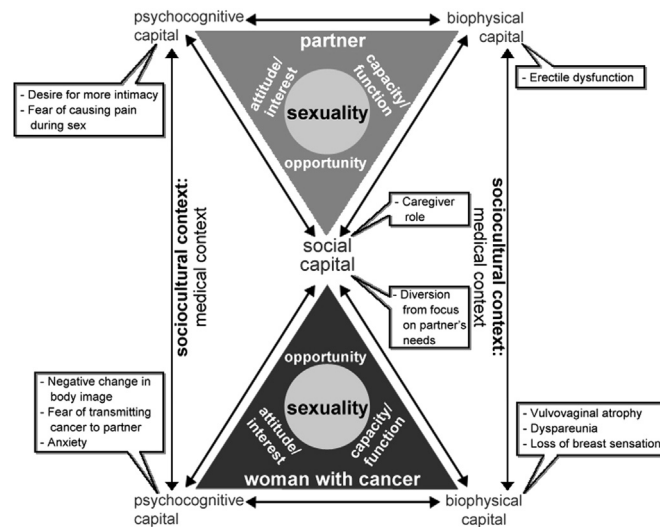 psychocognitive
capital
biophysical
capital
partner
- Desire for more intimacy
- Fear of causing pain
during sex
- Erectile dysfunction
attitude/
interest
capacity/
function
sexuality
opportunity
- Caregiver
role
social
capital
sociocultural context:
medical context
sociocultural context:
medical context
- Diversion
from focus
on partner's
needs
opportunity
- Negative change in
body image
- Fear of transmitting
cancer to partner
- Anxiety
sexuality
attitude/
interest
capacity/
function
- Vulvovaginal atrophy
- Dyspareunia
- Loss of breast sensation
woman with cancer
psychocognitive
capital
biophysical
capital